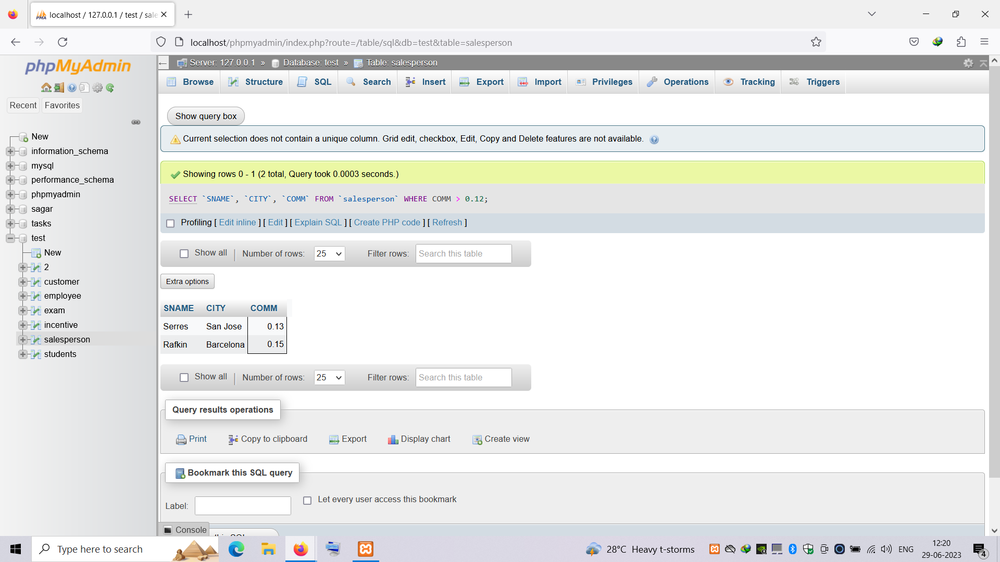 localhost / 127.0.0.1 / test / sale
localhost/phpmyadmin/index.php?route=/table/sql&db=test&table=salesperson
phpMyAdmin
Recent Favorites
New
information_schema
mysql
performance_schema
phpmyadmin
sagar
tasks
test
New
2
customer
employee
exam
incentive
salesperson
students
Server: 127.0.0.1 » Database: test » Table: salesperson
Browse Structure SQL Search Insert Export Import Privileges Operations Tracking Triggers
Show query box
Current selection does not contain a unique column. Grid edit, checkbox, Edit, Copy and Delete features are not available.
Showing rows 0 - 1 (2 total, Query took 0.0003 seconds.)
SELECT `SNAME`, `CITY`, `COMM` FROM `salesperson` WHERE COMM > 0.12;
Profiling [ Edit inline ] [ Edit ] [ Explain SQL ] [ Create PHP code ] [ Refresh ]
Show all | Number of rows: 25 Filter rows: Search this table
Extra options
SNAME CITY COMM
Serres San Jose 0.13
Rafkin Barcelona 0.15
Show all | Number of rows: 25 Filter rows: Search this table
Query results operations
Print Copy to clipboard Export Display chart Create view
Bookmark this SQL query
Label: Let every user access this bookmark
Console
Type here to search
28°C Heavy t-storms
ENG
12:20
29-06-2023
4